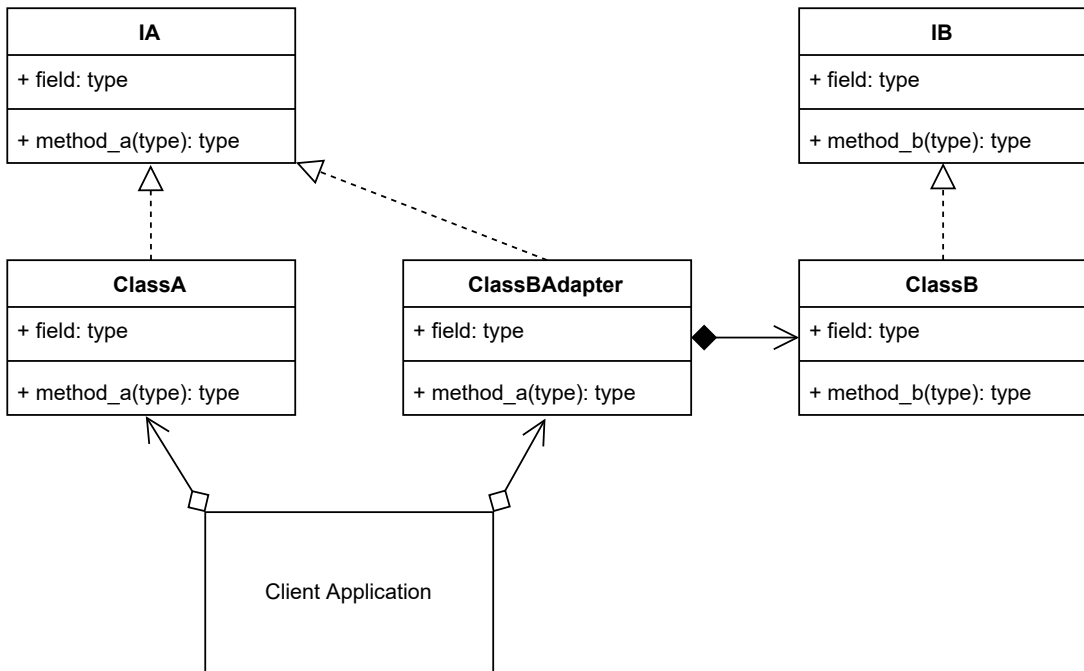 IA
+ field: type
+ method_a(type): type
IB
+ field: type
+ method_b(type): type
ClassA
+ field: type
+ method_a(type): type
ClassBAdapter
+ field: type
+ method_a(type): type
ClassB
+ field: type
+ method_b(type): type
Client Application